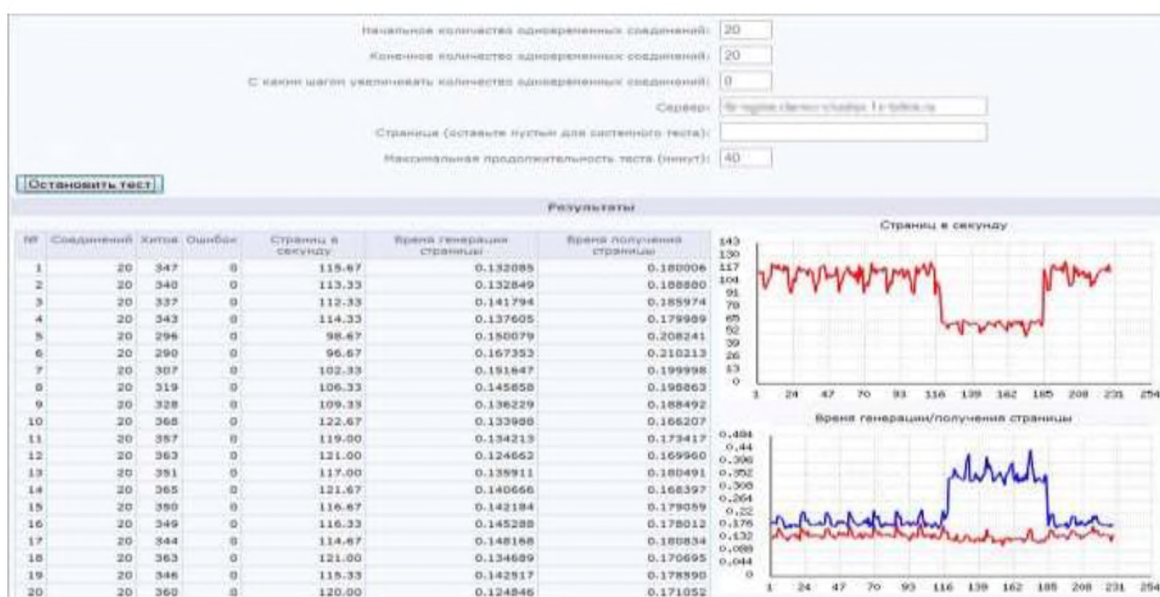 Начальное количество одновременных соединений: 20
Конечное количество одновременных соединений: 20
С каким шагом увеличивать количество одновременных соединений: 0
Сервер:
Страница (оставьте пустым для системного теста):
Максимальная продолжительность теста (минут): 40
Остановить тест
Результаты
№ Соединений Хитов Ошибок Страниц в секунду Время генерации страницы Время получения страницы
1 20 347 0 115.67 0.132085 0.180006
2 20 340 0 113.33 0.132849 0.188880
3 20 337 0 112.33 0.141794 0.185974
4 20 343 0 114.33 0.137605 0.179989
5 20 296 0 98.67 0.150079 0.208241
6 20 290 0 96.67 0.167353 0.210213
7 20 307 0 102.33 0.151647 0.199998
8 20 319 0 106.33 0.145858 0.198863
9 20 328 0 109.33 0.136229 0.188492
10 20 368 0 122.67 0.133988 0.166207
11 20 357 0 119.00 0.134213 0.173417
12 20 363 0 121.00 0.124662 0.169960
13 20 351 0 117.00 0.135911 0.180491
14 20 365 0 121.67 0.140666 0.168397
15 20 350 0 116.67 0.142184 0.179059
16 20 349 0 116.33 0.145288 0.178012
17 20 344 0 114.67 0.148168 0.180834
18 20 363 0 121.00 0.134689 0.170695
19 20 346 0 115.33 0.142517 0.178590
20 20 360 0 120.00 0.124846 0.171052
Страниц в секунду
143
130
117
104
91
78
65
52
39
26
13
0
1 24 47 70 93 116 139 162 185 208 231 254
Время генерации/получения страницы
0.484
0.44
0.396
0.352
0.308
0.264
0.22
0.176
0.132
0.088
0.044
0
1 24 47 70 93 116 139 162 185 208 231 254